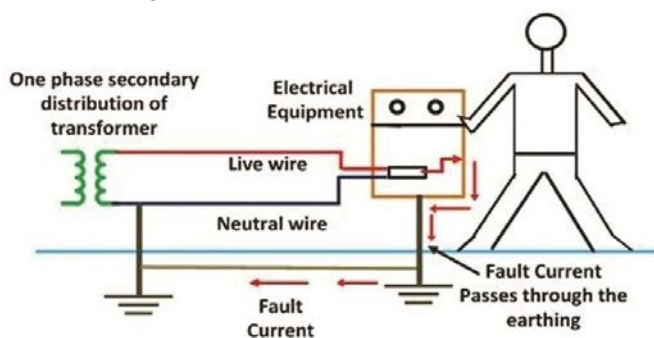 One phase secondary
distribution of
transformer
Electrical
Equipment
Live wire
Neutral wire
Fault
Current
Fault Current
Passes through the
earthing